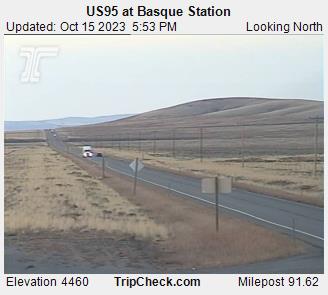 US95 at Basque Station
Updated: Oct 15 2023 5:53 PM Looking North
Elevation 4460 TripCheck.com Milepost 91.62